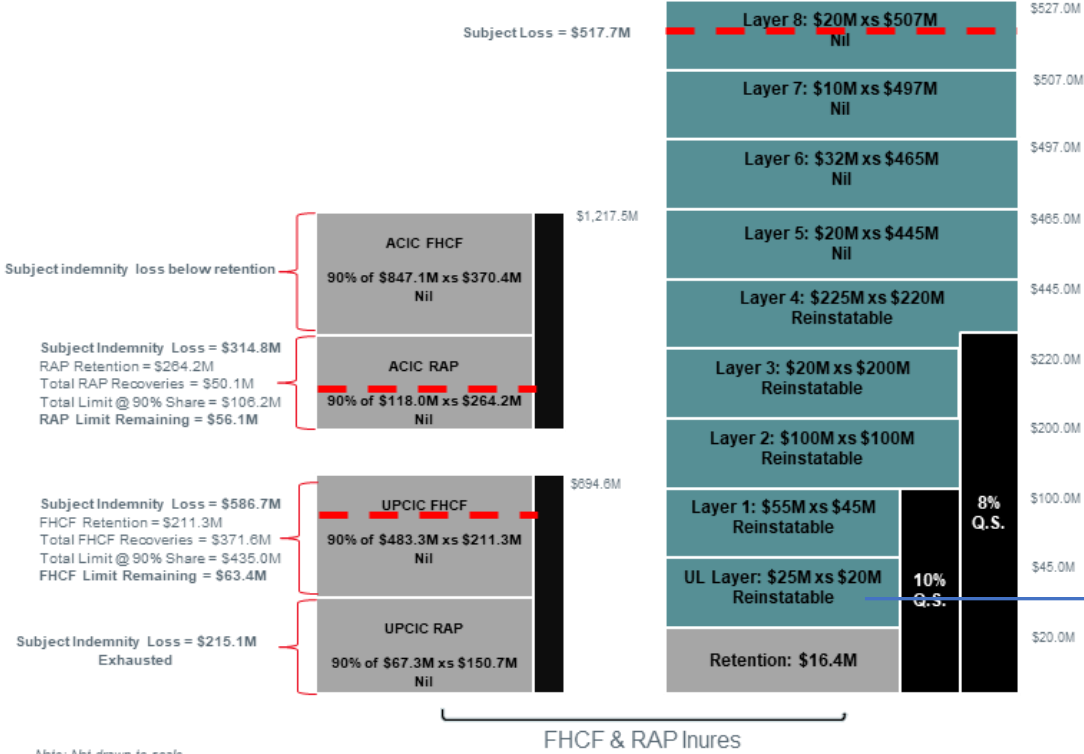 Subject Loss = $517.7M
Layer 8: $20M xs $507M
Nil
$527.0M
Layer 7: $10M xs $497M
Nil
$507.0M
Layer 6: $32M xs $465M
Nil
$497.0M
Layer 5: $20M xs $445M
Nil
$465.0M
Layer 4: $225M xs $220M
Reinstatable
$445.0M
Layer 3: $20M xs $200M
Reinstatable
$220.0M
Layer 2: $100M xs $100M
Reinstatable
$200.0M
Layer 1: $55M xs $45M
Reinstatable
$100.0M
UL Layer: $25M xs $20M
Reinstatable
$45.0M
Retention: $16.4M
$20.0M
10%
Q.S.
8%
Q.S.
$1,217.5M
Subject indemnity loss below retention
ACIC FHCF
90% of $847.1M xs $370.4M
Nil
Subject Indemnity Loss = $314.8M
RAP Retention = $264.2M
Total RAP Recoveries = $50.1M
Total Limit @ 90% Share = $106.2M
RAP Limit Remaining = $56.1M
ACIC RAP
90% of $118.0M xs $264.2M
Nil
$694.6M
Subject Indemnity Loss = $586.7M
FHCF Retention = $211.3M
Total FHCF Recoveries = $371.6M
Total Limit @ 90% Share = $435.0M
FHCF Limit Remaining = $63.4M
UPCIC FHCF
90% of $483.3M xs $211.3M
Nil
Subject Indemnity Loss = $215.1M
Exhausted
UPCIC RAP
90% of $67.3M xs $150.7M
Nil
FHCF & RAP Inures
Note: Not drawn to scale